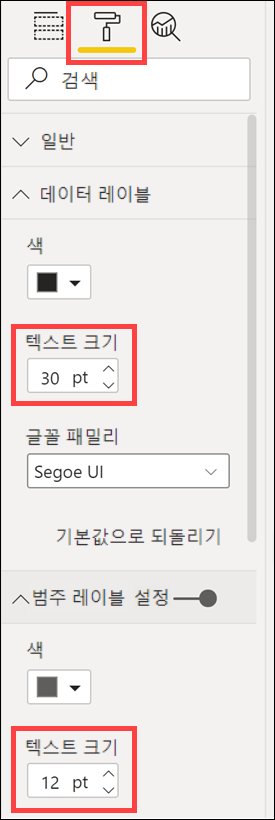 검색
일반
데이터 레이블
색
텍스트 크기
30 pt
글꼴 패밀리
Segoe UI
기본값으로 되돌리기
범주 레이블 설정
색
텍스트 크기
12 pt